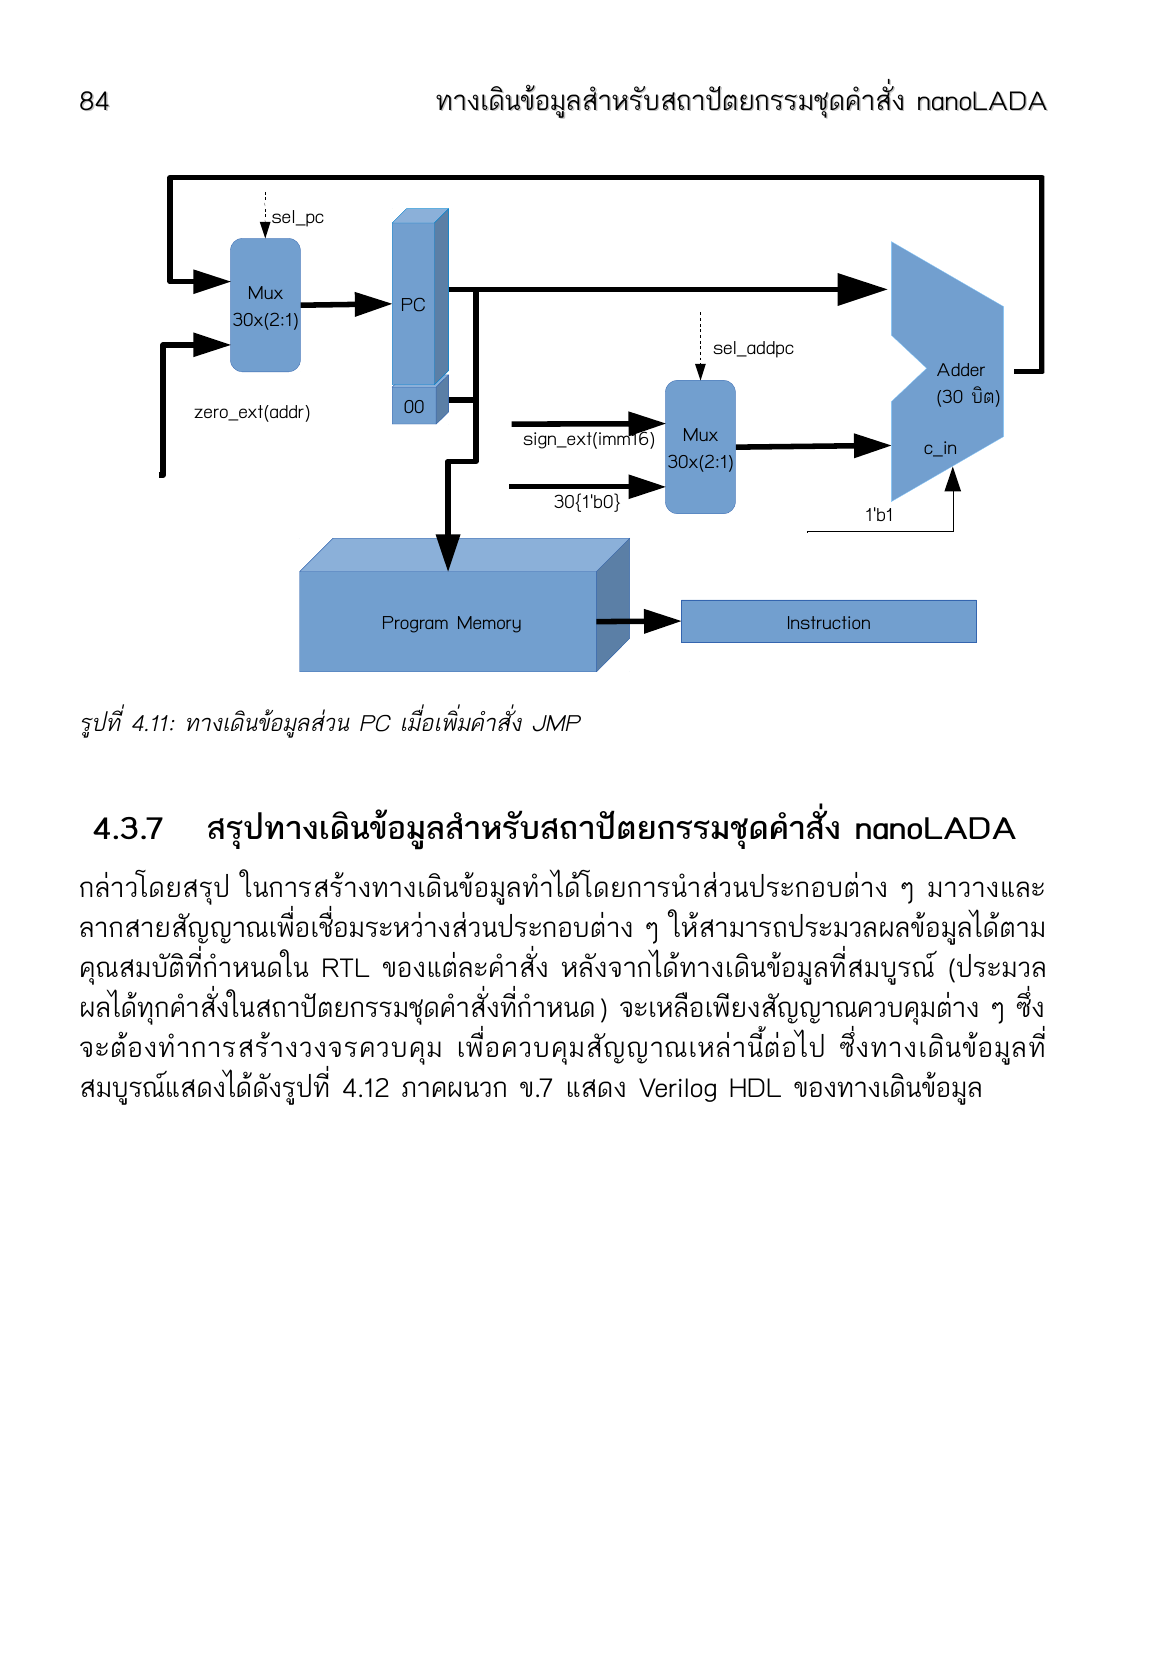 84 ทางเดินข้อมูลสำหรับสถาปัตยกรรมชุดคำสั่ง nanoLADA
sel_pc
Mux
30x(2:1)
PC
00
zero_ext(addr)
sel_addpc
Adder
(30 บิต)
sign_ext(imm16)
Mux
30x(2:1)
c_in
30{1'b0}
1'b1
Program Memory
Instruction
รูปที่ 4.11: ทางเดินข้อมูลส่วน PC เมื่อเพิ่มคำสั่ง JMP
4.3.7 สรุปทางเดินข้อมูลสำหรับสถาปัตยกรรมชุดคำสั่ง nanoLADA
กล่าวโดยสรุป ในการสร้างทางเดินข้อมูลทำได้โดยการนำส่วนประกอบต่าง ๆ มาวางและ
ลากสายสัญญาณเพื่อเชื่อมระหว่างส่วนประกอบต่าง ๆ ให้สามารถประมวลผลข้อมูลได้ตาม
คุณสมบัติที่กำหนดใน RTL ของแต่ละคำสั่ง หลังจากได้ทางเดินข้อมูลที่สมบูรณ์ (ประมวล
ผลได้ทุกคำสั่งในสถาปัตยกรรมชุดคำสั่งที่กำหนด) จะเหลือเพียงสัญญาณควบคุมต่าง ๆ ซึ่ง
จะต้องทำการสร้างวงจรควบคุม เพื่อควบคุมสัญญาณเหล่านี้ต่อไป ซึ่งทางเดินข้อมูลที่
สมบูรณ์แสดงได้ดังรูปที่ 4.12 ภาคผนวก ข.7 แสดง Verilog HDL ของทางเดินข้อมูล